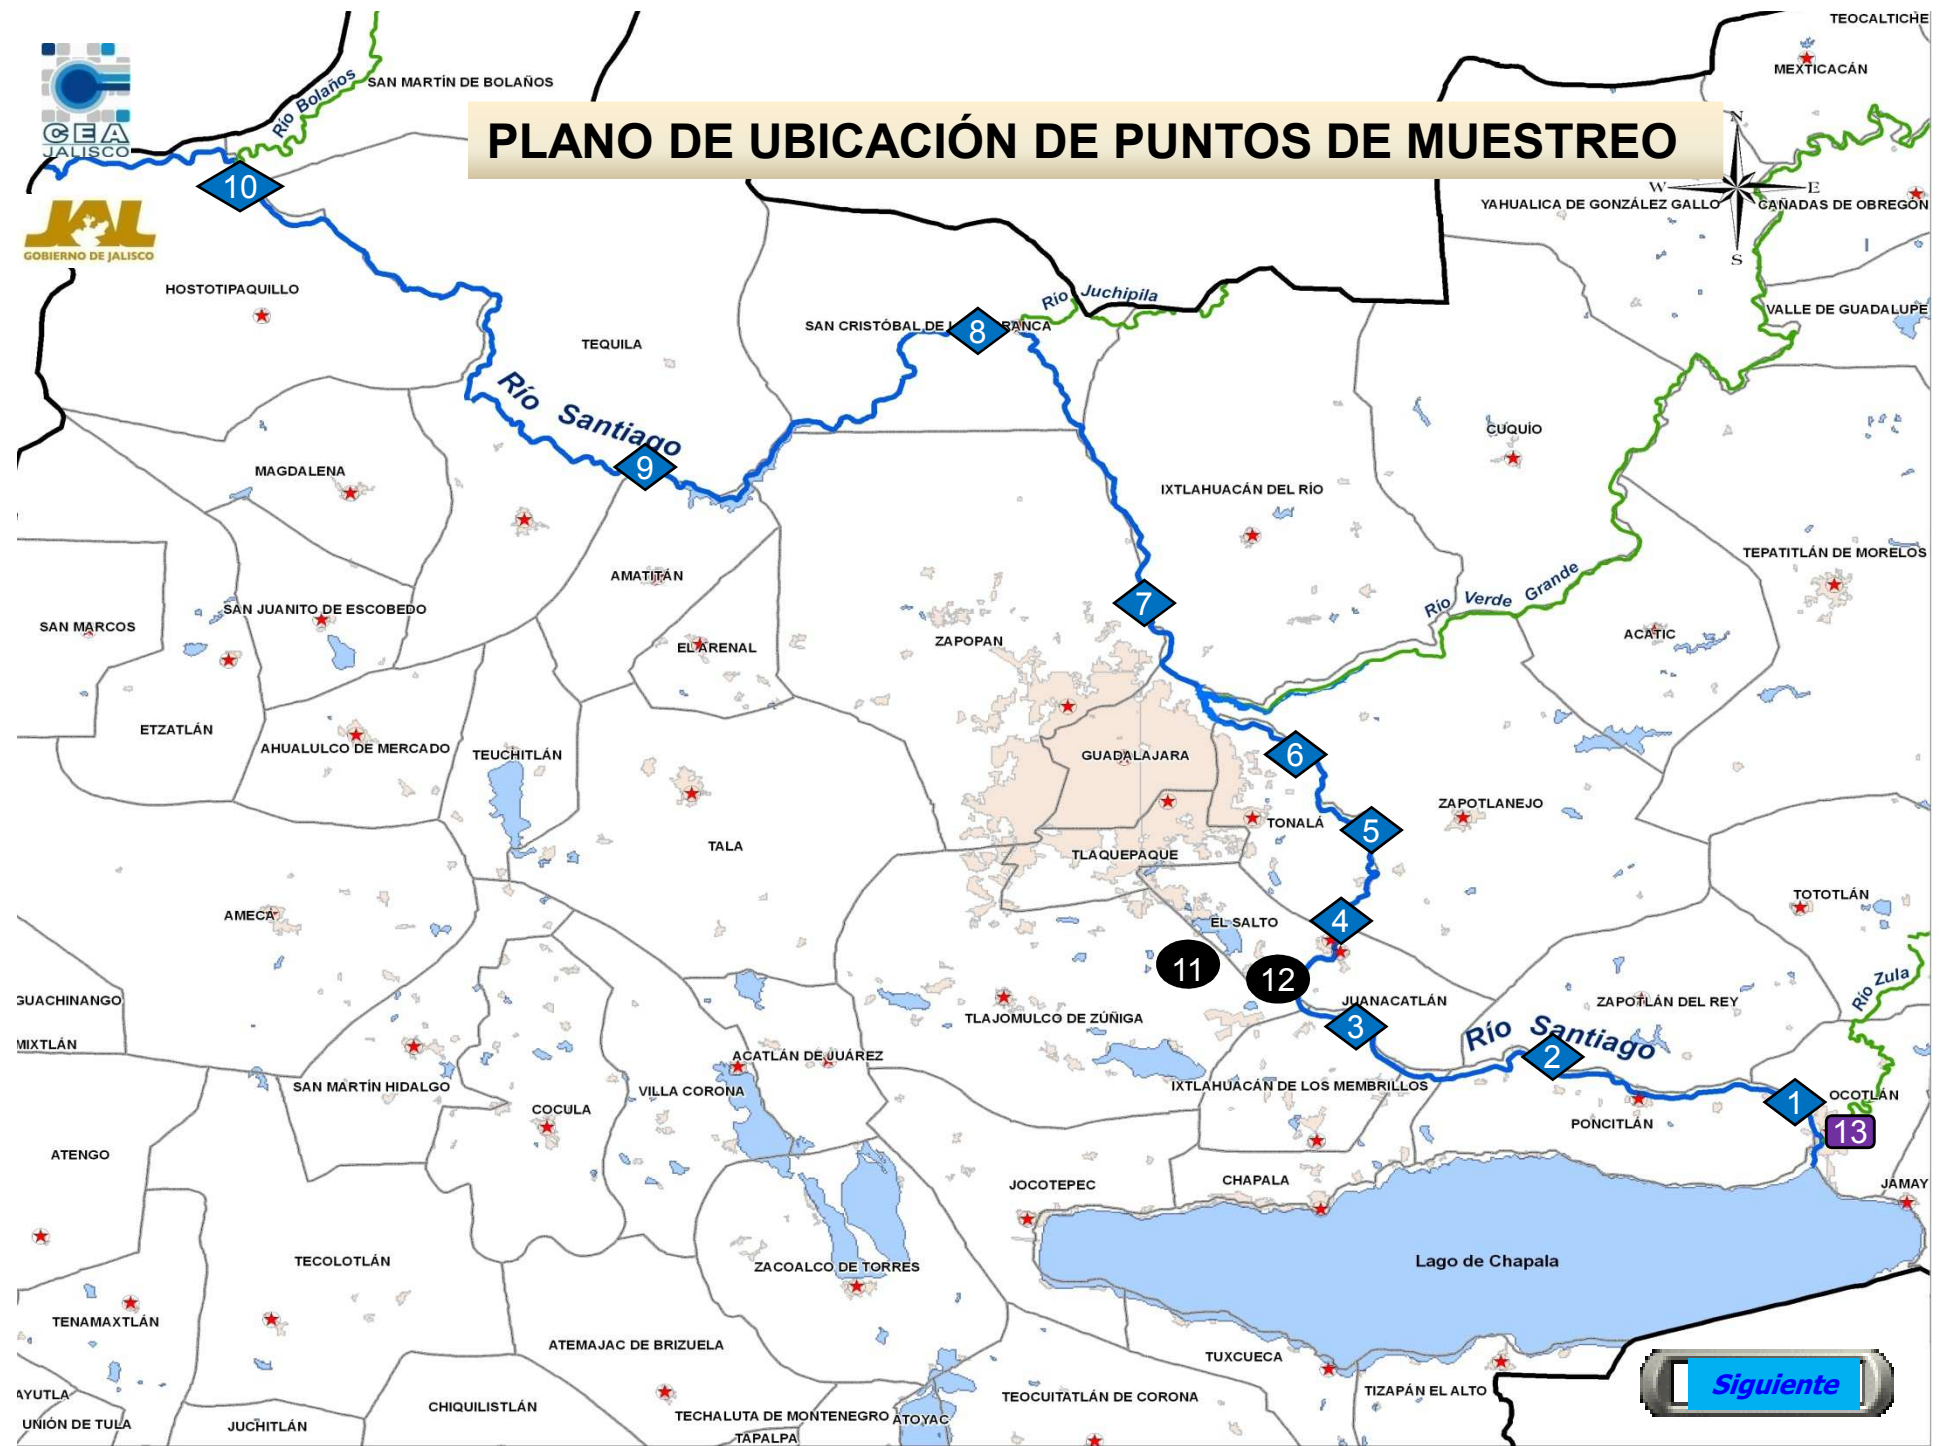 TEOCALTICHE
MEXTICACÁN
Río Bolaños
SAN MARTÍN DE BOLAÑOS
CEA
JALISCO
PLANO DE UBICACIÓN DE PUNTOS DE MUESTREO
N
W
E
S
10
YAHUALICA DE GONZÁLEZ GALLO
CAÑADAS DE OBREGÓN
JAL
GOBIERNO DE JALISCO
HOSTOTIPAQUILLO
Río Juchipila
VALLE DE GUADALUPE
SAN CRISTÓBAL DE L
8
RANCA
TEQUILA
Río Santiago
CUQUÍO
9
MAGDALENA
IXTLAHUACÁN DEL RÍO
TEPATITLÁN DE MORELOS
AMATITÁN
Río Verde Grande
7
SAN JUANITO DE ESCOBEDO
SAN MARCOS
ZAPOPAN
ACATIC
EL ARENAL
ETZATLÁN
AHUALULCO DE MERCADO
TEUCHITLÁN
GUADALAJARA
6
ZAPOTLANEJO
TONALÁ
5
TALA
TLAQUEPAQUE
TOTOTLÁN
AMECA
EL SALTO
4
11
12
Río Zula
GUACHINANGO
JUANACATLÁN
ZAPOTLÁN DEL REY
TLAJOMULCO DE ZÚÑIGA
3
Río Santiago
MIXTLÁN
ACATLÁN DE JUÁREZ
2
SAN MARTÍN HIDALGO
VILLA CORONA
IXTLAHUACÁN DE LOS MEMBRILLOS
1
OCOTLÁN
COCULA
PONCITLÁN
13
ATENGO
JOCOTEPEC
CHAPALA
JAMAY
TECOLOTLÁN
ZACOALCO DE TORRES
Lago de Chapala
TENAMAXTLÁN
ATEMAJAC DE BRIZUELA
TUXCUECA
Siguiente
AYUTLA
TEOCUITATLÁN DE CORONA
TIZAPÁN EL ALTO
UNIÓN DE TULA
JUCHITLÁN
CHIQUILISTLÁN
TECHALUTA DE MONTENEGRO
ATOYAC
TAPALPA